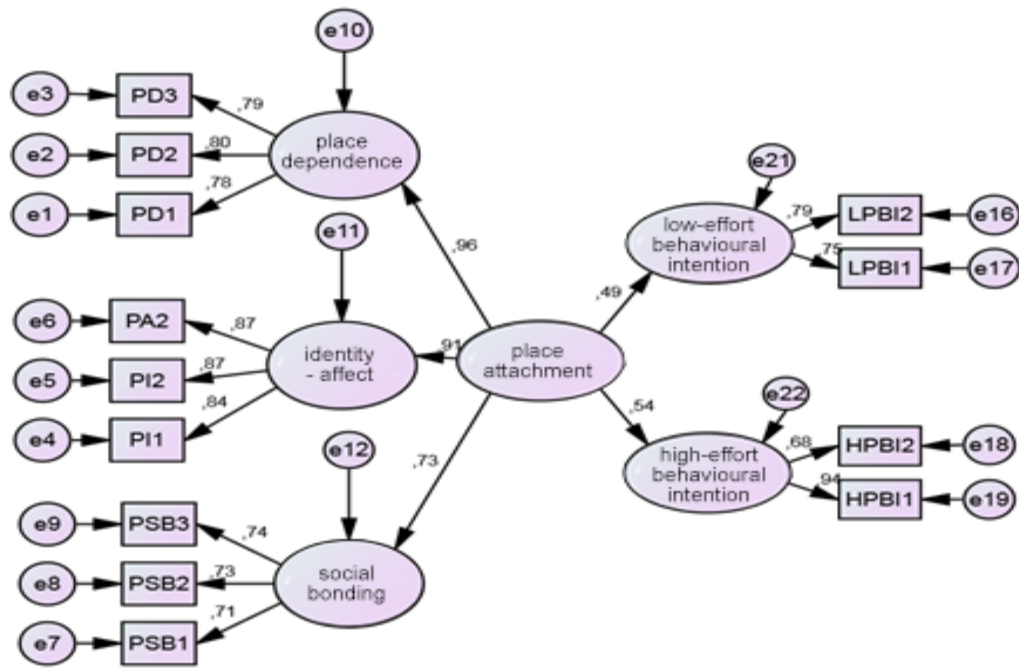 e10
e3
PD3
,79
e2
PD2
,80
place
dependence
e1
PD1
,78
e11
,96
e6
PA2
,87
e5
PI2
,87
identity
- affect
,91
e4
PI1
,84
e12
,73
e9
PSB3
,74
e8
PSB2
,73
social
bonding
e7
PSB1
,71
place
attachment
e21
,49
low-effort
behavioural
intention
,79
LPBI2
e16
,75
LPBI1
e17
e22
,54
high-effort
behavioural
intention
,68
HPBI2
e18
,94
HPBI1
e19